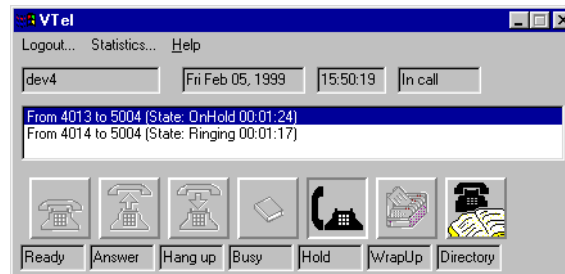 VTel
Logout... Statistics... Help
dev4 Fri Feb 05, 1999 15:50:19 In call
From 4013 to 5004 (State: OnHold 00:01:24)
From 4014 to 5004 (State: Ringing 00:01:17)
Ready Answer Hang up Busy Hold WrapUp Directory